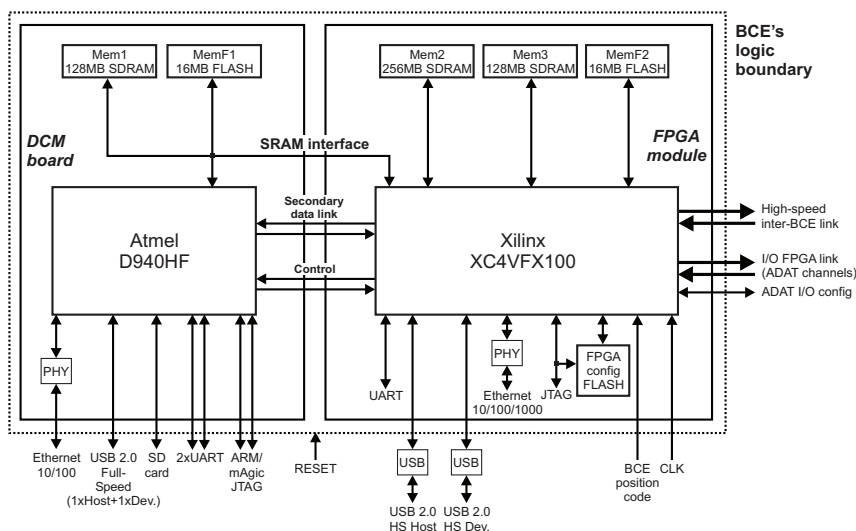 BCE's
logic
boundary
Mem1
128MB SDRAM
MemF1
16MB FLASH
Mem2
256MB SDRAM
Mem3
128MB SDRAM
MemF2
16MB FLASH
DCM
board
SRAM interface
FPGA
module
Atmel
D940HF
Secondary
data link
Control
Xilinx
XC4VFX100
High-speed
inter-BCE link
I/O FPGA link
(ADAT channels)
ADAT I/O config
PHY
UART
PHY
Ethernet
10/100/1000
JTAG
FPGA
config
FLASH
Ethernet
10/100
USB 2.0
Full-
Speed
(1xHost+1xDev.)
SD
card
2xUART
ARM/
mAgic
JTAG
RESET
USB
USB 2.0
HS Host
USB
USB 2.0
HS Dev.
BCE
position
code
CLK